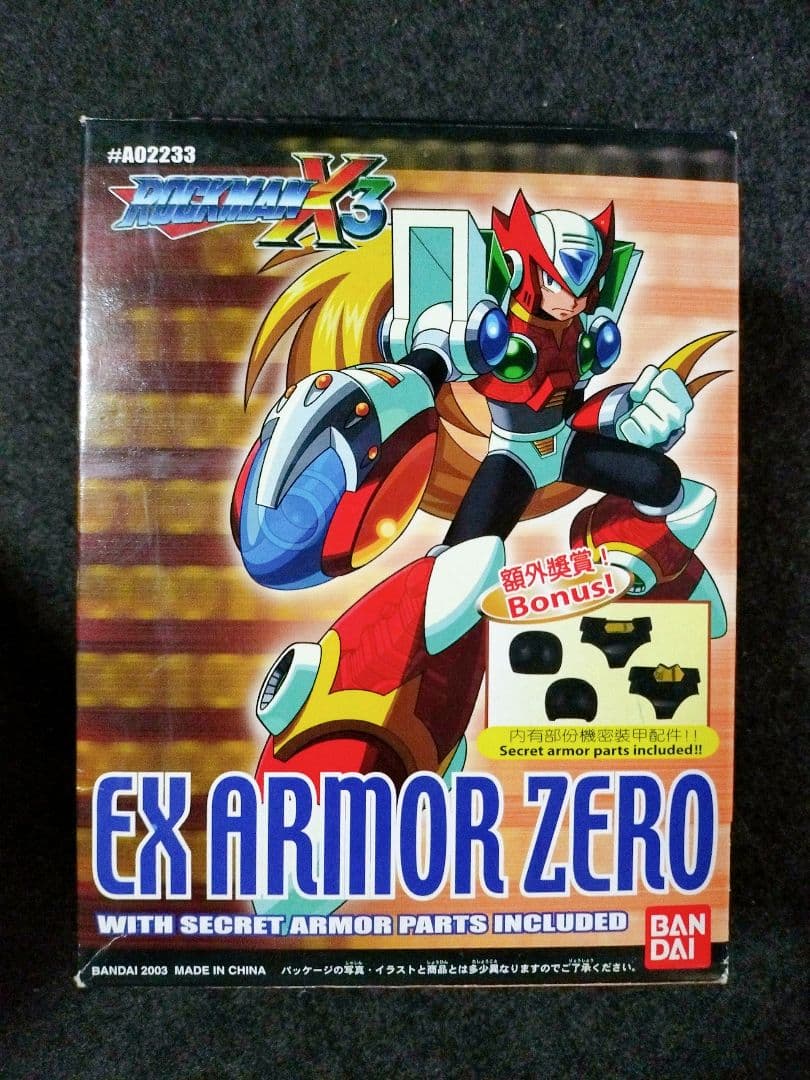 #A02233
ROCKMAN X3
額外獎賞!
Bonus!
內有部份機密裝甲配件!!
Secret armor parts included!!
EX ARMOR ZERO
WITH SECRET ARMOR PARTS INCLUDED
BAN
DAI
BANDAI 2003 MADE IN CHINA パッケージの写真・イラストと商品とは多少異なりますのでご了承ください。